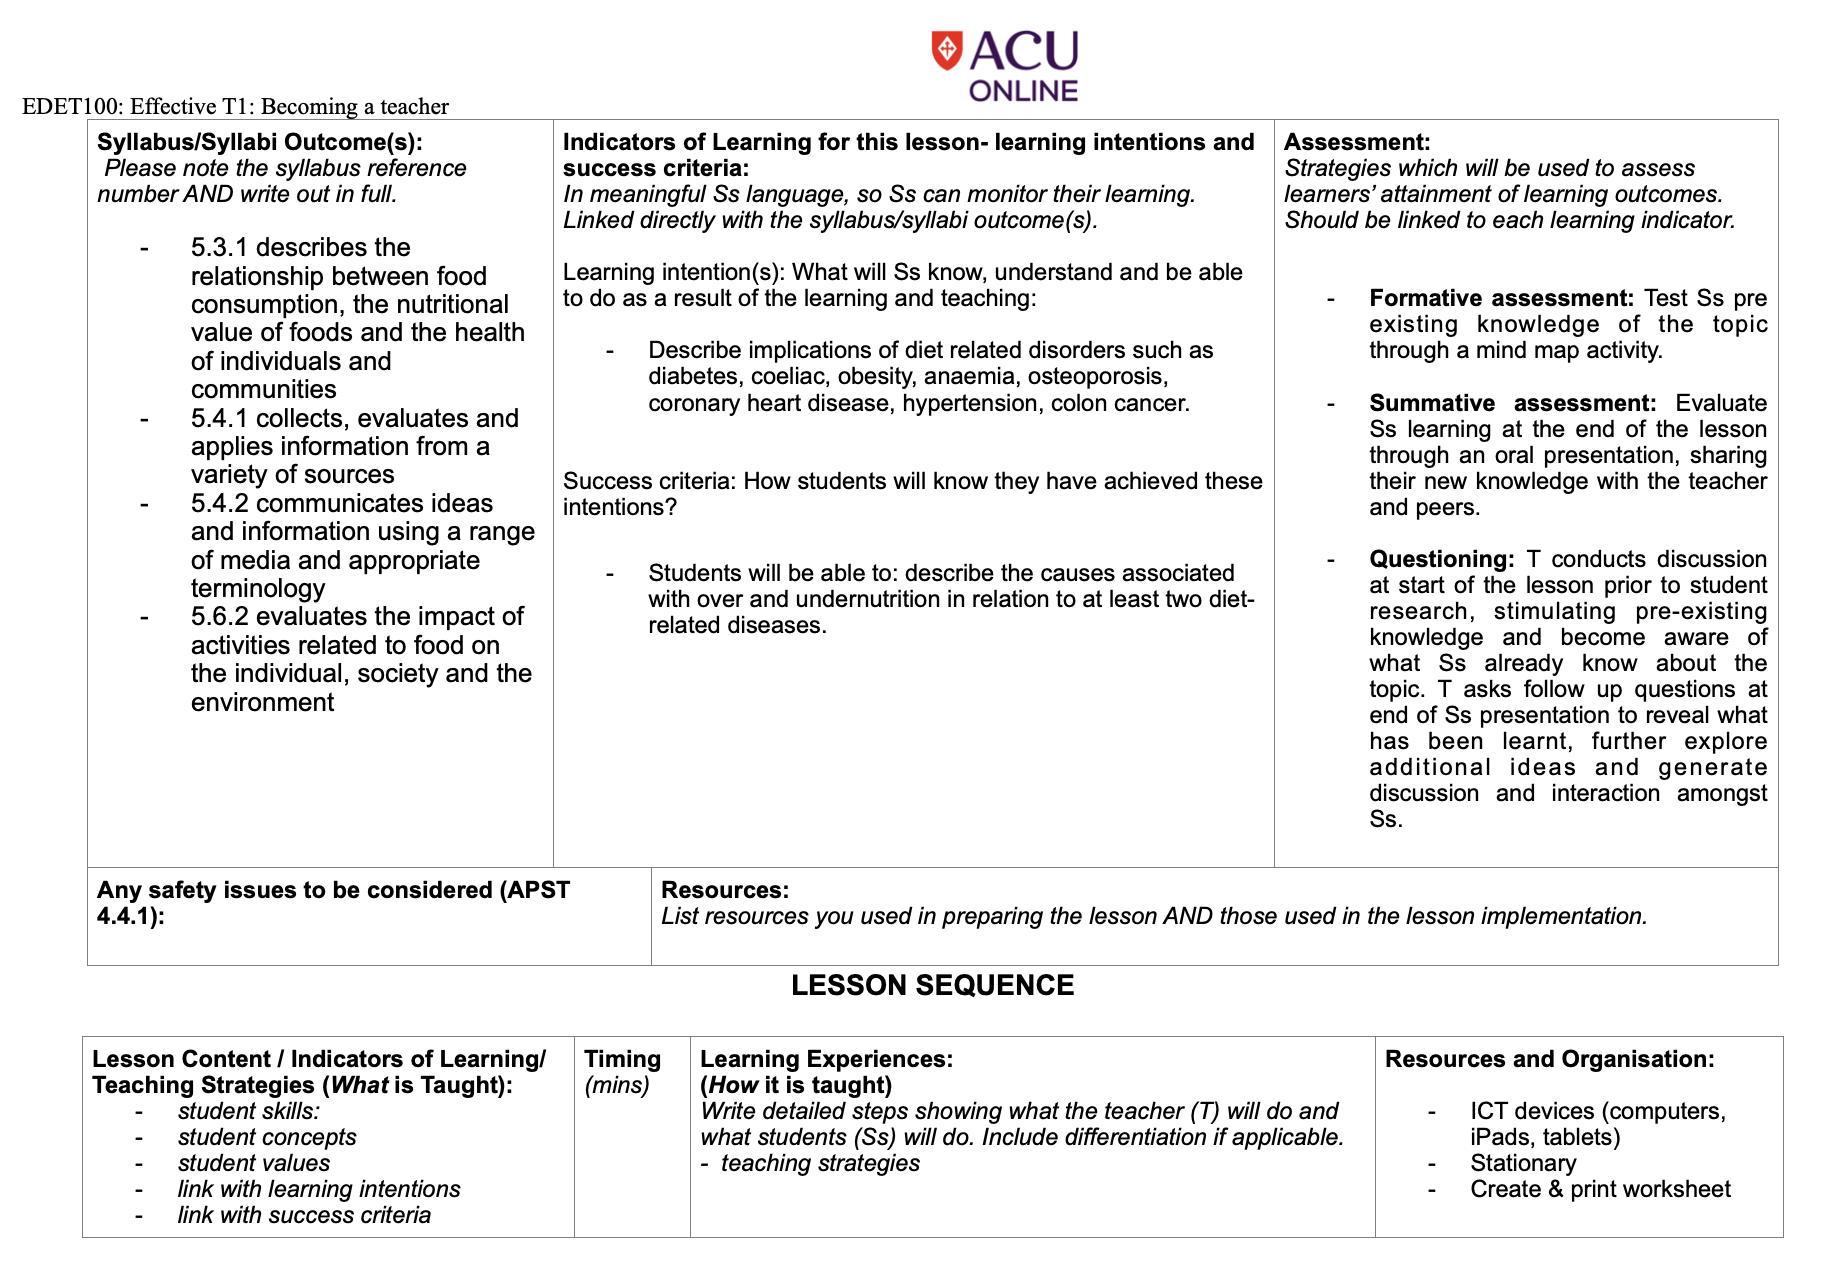 ACU
ONLINE
EDET100: Effective T1: Becoming a teacher
Syllabus/Syllabi Outcome(s):
Please note the syllabus reference
number AND write out in full.
- 5.3.1 describes the
relationship between food
consumption, the nutritional
value of foods and the health
of individuals and
communities
- 5.4.1 collects, evaluates and
applies information from a
variety of sources
- 5.4.2 communicates ideas
and information using a range
of media and appropriate
terminology
- 5.6.2 evaluates the impact of
activities related to food on
the individual, society and the
environment
Indicators of Learning for this lesson- learning intentions and
success criteria:
In meaningful Ss language, so Ss can monitor their learning.
Linked directly with the syllabus/syllabi outcome(s).
Learning intention(s): What will Ss know, understand and be able
to do as a result of the learning and teaching:
- Describe implications of diet related disorders such as
diabetes, coeliac, obesity, anaemia, osteoporosis,
coronary heart disease, hypertension, colon cancer.
Success criteria: How students will know they have achieved these
intentions?
- Students will be able to: describe the causes associated
with over and undernutrition in relation to at least two diet-
related diseases.
Assessment:
Strategies which will be used to assess
learners’ attainment of learning outcomes.
Should be linked to each learning indicator.
- Formative assessment: Test Ss pre
existing knowledge of the topic
through a mind map activity.
- Summative assessment: Evaluate
Ss learning at the end of the lesson
through an oral presentation, sharing
their new knowledge with the teacher
and peers.
- Questioning: T conducts discussion
at start of the lesson prior to student
research, stimulating pre-existing
knowledge and become aware of
what Ss already know about the
topic. T asks follow up questions at
end of Ss presentation to reveal what
has been learnt, further explore
additional ideas and generate
discussion and interaction amongst
Ss.
Any safety issues to be considered (APST
4.4.1):
Resources:
List resources you used in preparing the lesson AND those used in the lesson implementation.
LESSON SEQUENCE
Lesson Content / Indicators of Learning/
Teaching Strategies (What is Taught):
- student skills:
- student concepts
- student values
- link with learning intentions
- link with success criteria
Timing
(mins)
Learning Experiences:
(How it is taught)
Write detailed steps showing what the teacher (T) will do and
what students (Ss) will do. Include differentiation if applicable.
- teaching strategies
Resources and Organisation:
- ICT devices (computers,
iPads, tablets)
- Stationary
- Create & print worksheet